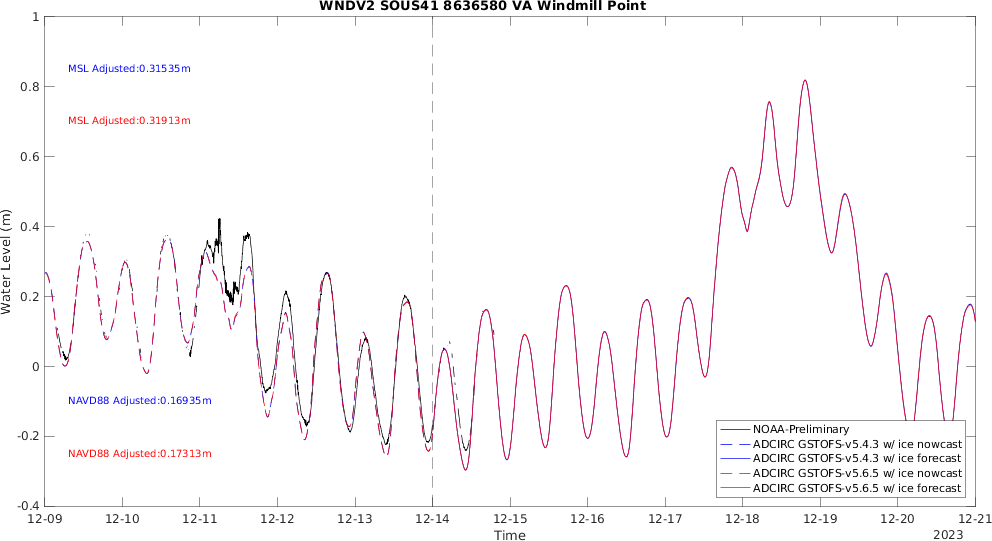 WNDV2 SOUS41 8636580 VA Windmill Point
1
0.8
0.6
0.4
0.2
0
-0.2
-0.4
Water Level (m)
MSL Adjusted:0.31535m
MSL Adjusted:0.31913m
NAVD88 Adjusted:0.16935m
NAVD88 Adjusted:0.17313m
NOAA-Preliminary
ADCIRC GSTOFS-v5.4.3 w/ ice nowcast
ADCIRC GSTOFS-v5.4.3 w/ ice forecast
ADCIRC GSTOFS-v5.6.5 w/ ice nowcast
ADCIRC GSTOFS-v5.6.5 w/ ice forecast
12-09 12-10 12-11 12-12 12-13 12-14 12-15 12-16 12-17 12-18 12-19 12-20 12-21
Time
2023